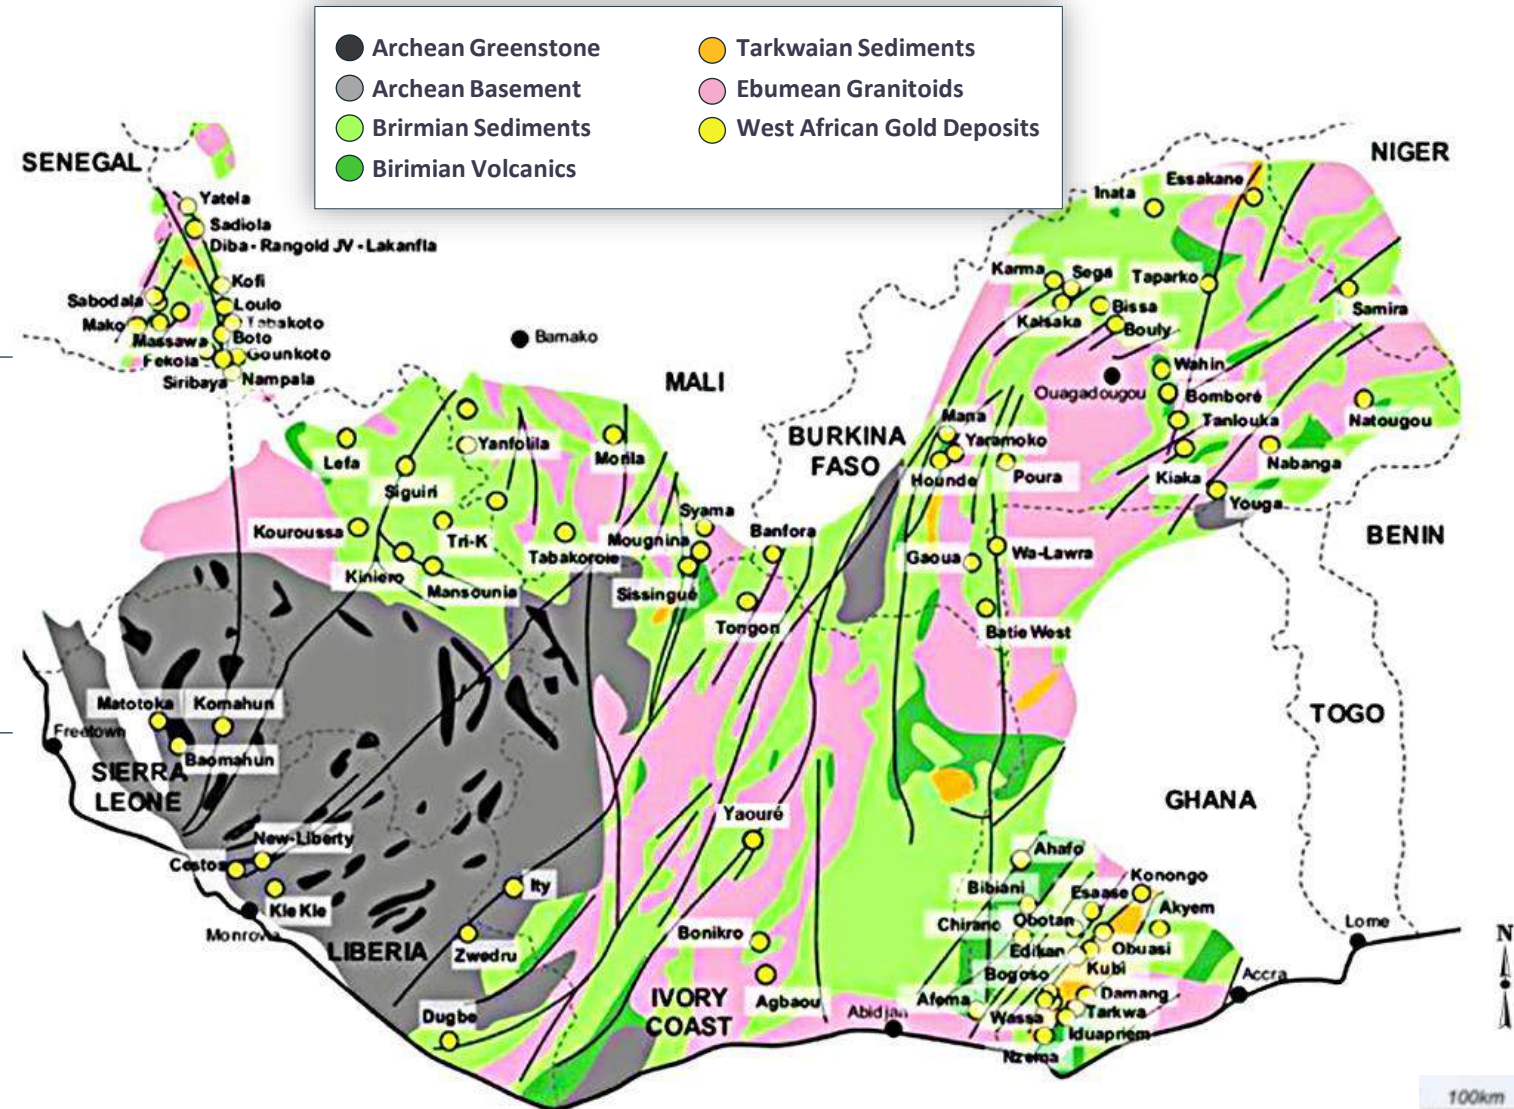 Archean Greenstone
Archean Basement
Brirmian Sediments
Birimian Volcanics
Tarkwaian Sediments
Ebumean Granitoids
West African Gold Deposits
SENEGAL
Yatela
Sadiola
Diba - Rangold JV - Lakanfla
Kofi
Sabodala
Loulo
Mako
Tabakoto
Massawa
Boto
Fekola
Gounkoto
Siribaya
Nampala
Bamako
MALI
NIGER
Essakane
Inata
Karma
Sega
Taparko
Kalsaka
Bissa
Bouly
Samira
Wahin
Ouagadougou
Bomboré
Tanlouka
Natougou
Kiaka
Nabanga
Youga
BURKINA
FASO
Mana
Yaramoko
Hounde
Poura
BENIN
Lefa
Yanfolila
Morila
Siguiri
Kouroussa
Tri-K
Tabakoroie
Kiniero
Mansounia
Syama
Mougnina
Banfora
Sissingué
Tongon
Gaoua
Wa-Lawra
Batie West
Matotoka
Komahun
Freetown
Baomahun
SIERRA
LEONE
TOGO
GHANA
New-Liberty
Cestos
Kle Kle
Monrovia
LIBERIA
Ity
Zwedru
Dugbe
Yaouré
Bonikro
Agbaou
IVORY
COAST
Abidjan
Ahafo
Bibiani
Esaase
Konongo
Chirano
Obotan
Akyem
Edikan
Obuasi
Bogoso
Kubi
Afema
Damang
Wassa
Tarkwa
Iduapriem
Nzema
Accra
Lome
N
100km